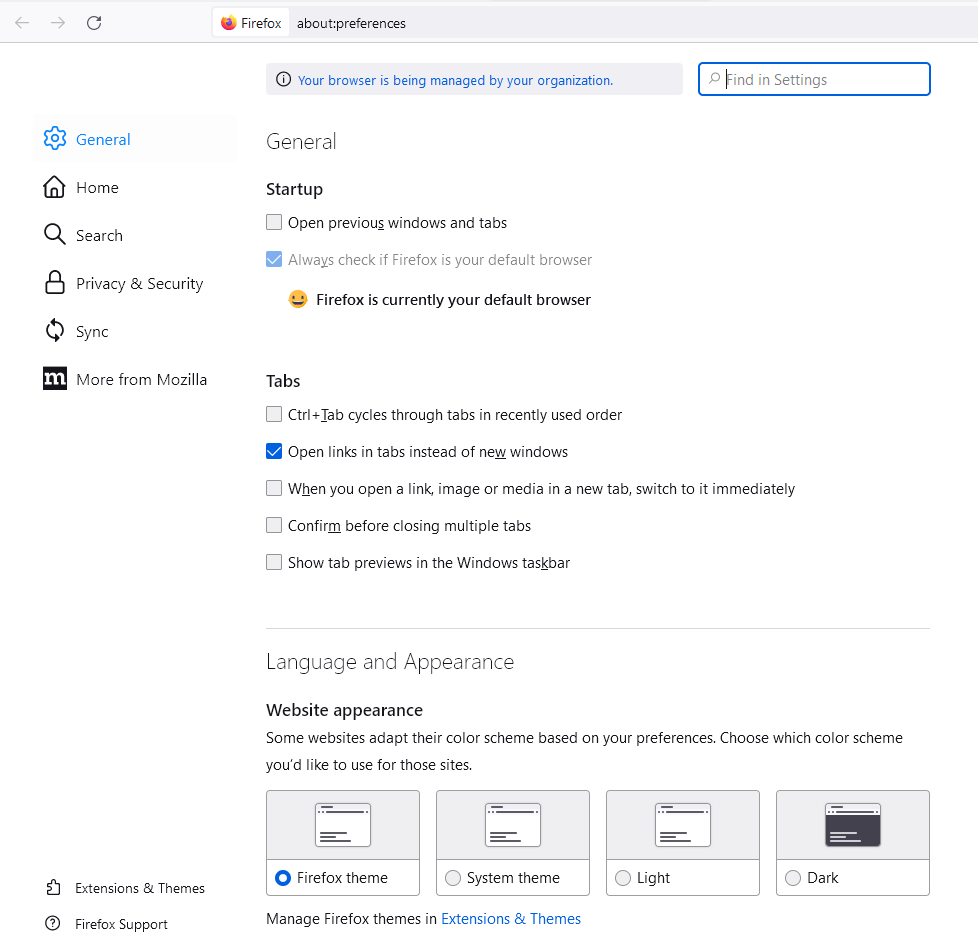 Firefox about:preferences
Your browser is being managed by your organization.
Find in Settings
General
Home
Search
Privacy & Security
Sync
More from Mozilla
Extensions & Themes
Firefox Support
General
Startup
Open previous windows and tabs
Always check if Firefox is your default browser
Firefox is currently your default browser
Tabs
Ctrl+Tab cycles through tabs in recently used order
Open links in tabs instead of new windows
When you open a link, image or media in a new tab, switch to it immediately
Confirm before closing multiple tabs
Show tab previews in the Windows taskbar
Language and Appearance
Website appearance
Some websites adapt their color scheme based on your preferences. Choose which color scheme
you’d like to use for those sites.
Firefox theme
System theme
Light
Dark
Manage Firefox themes in Extensions & Themes